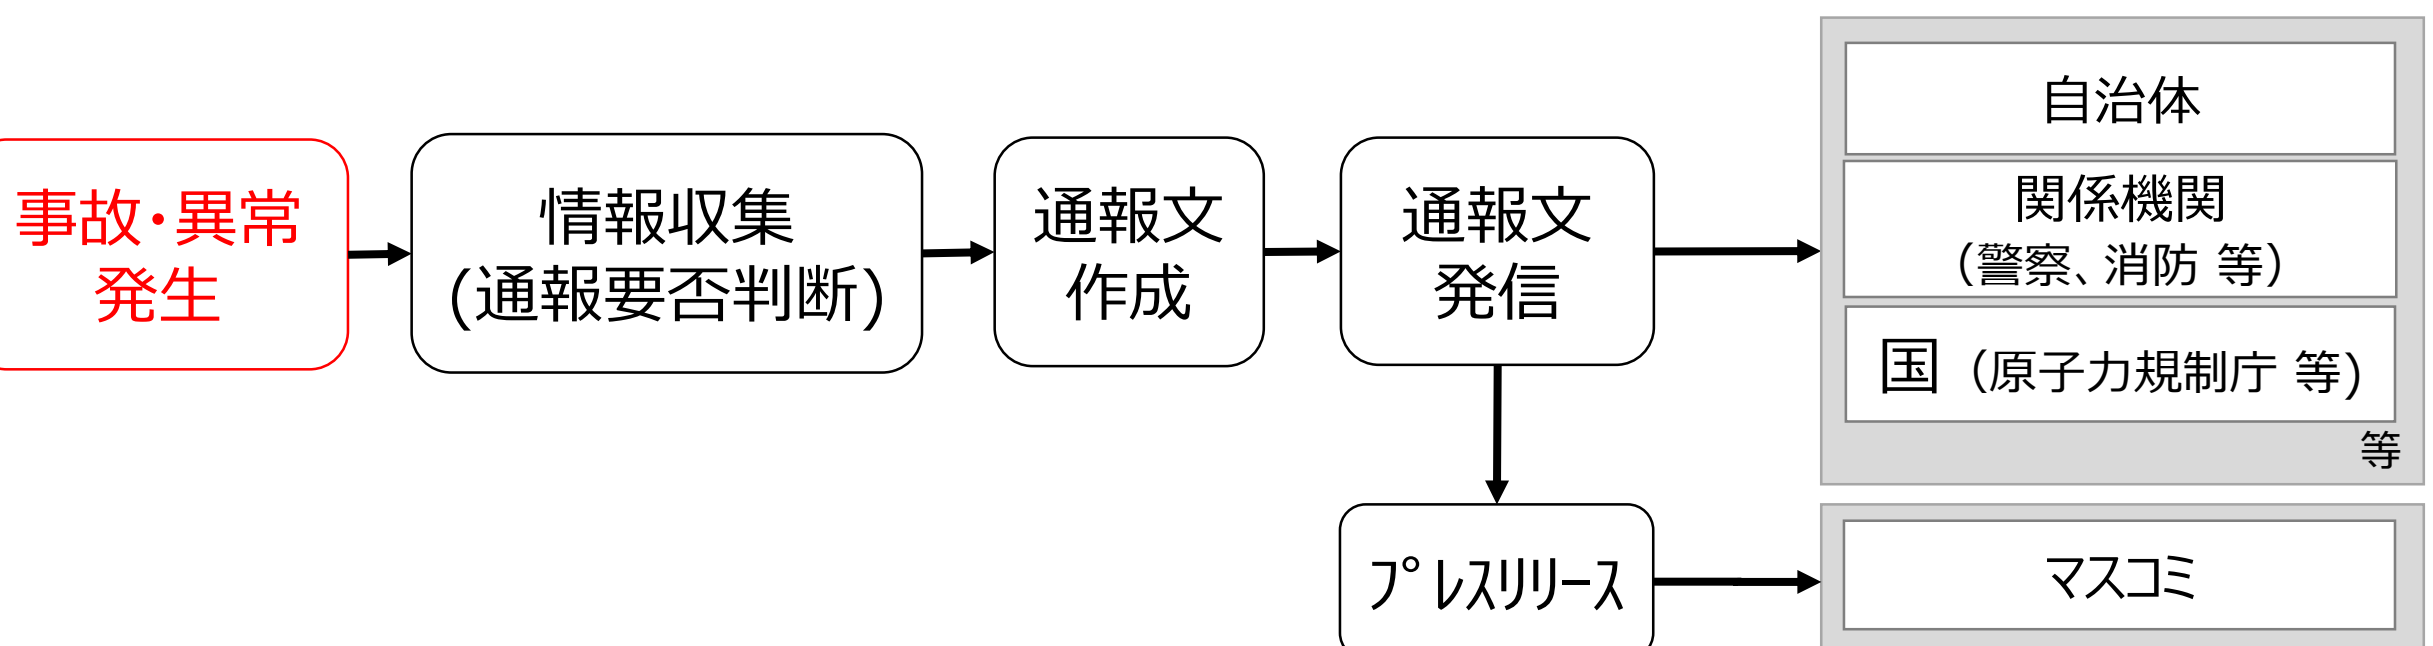 事故・異常
発生
情報収集
(通報要否判断)
通報文
作成
通報文
発信
自治体
関係機関
（警察、消防 等）
国（原子力規制庁 等）
等
ﾌﾟﾚｽﾘﾘｰｽ
マスコミ